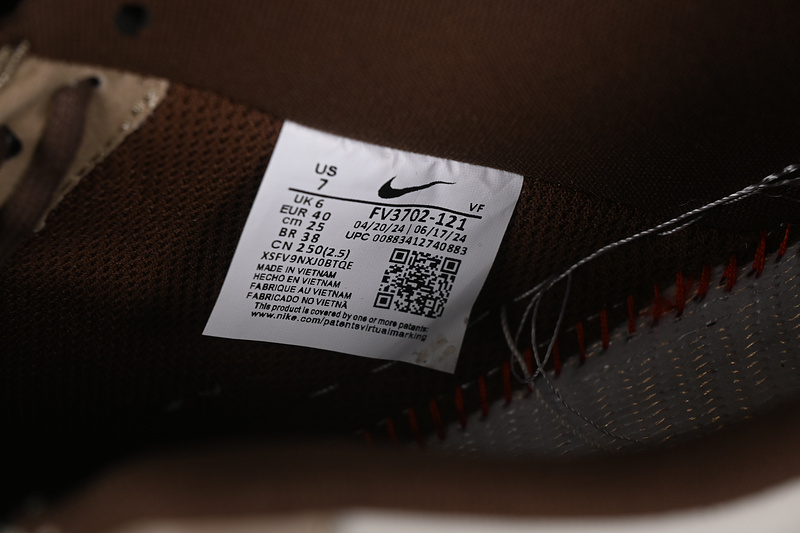 US
7
VF
UK 6
EUR 40
cm 25
BR 38
CN 250(2.5)
XSFV9NXJ0BTQE
FV3702-121
04/20/24 | 06/17/24
UPC 00883412740883
MADE IN VIETNAM
HECHO EN VIETNAM
FABRIQUE AU VIETNAM
FABRICADO NO VIETNÃ
This product is covered by one or more patents:
www.nike.com/patentsvirtualmarking